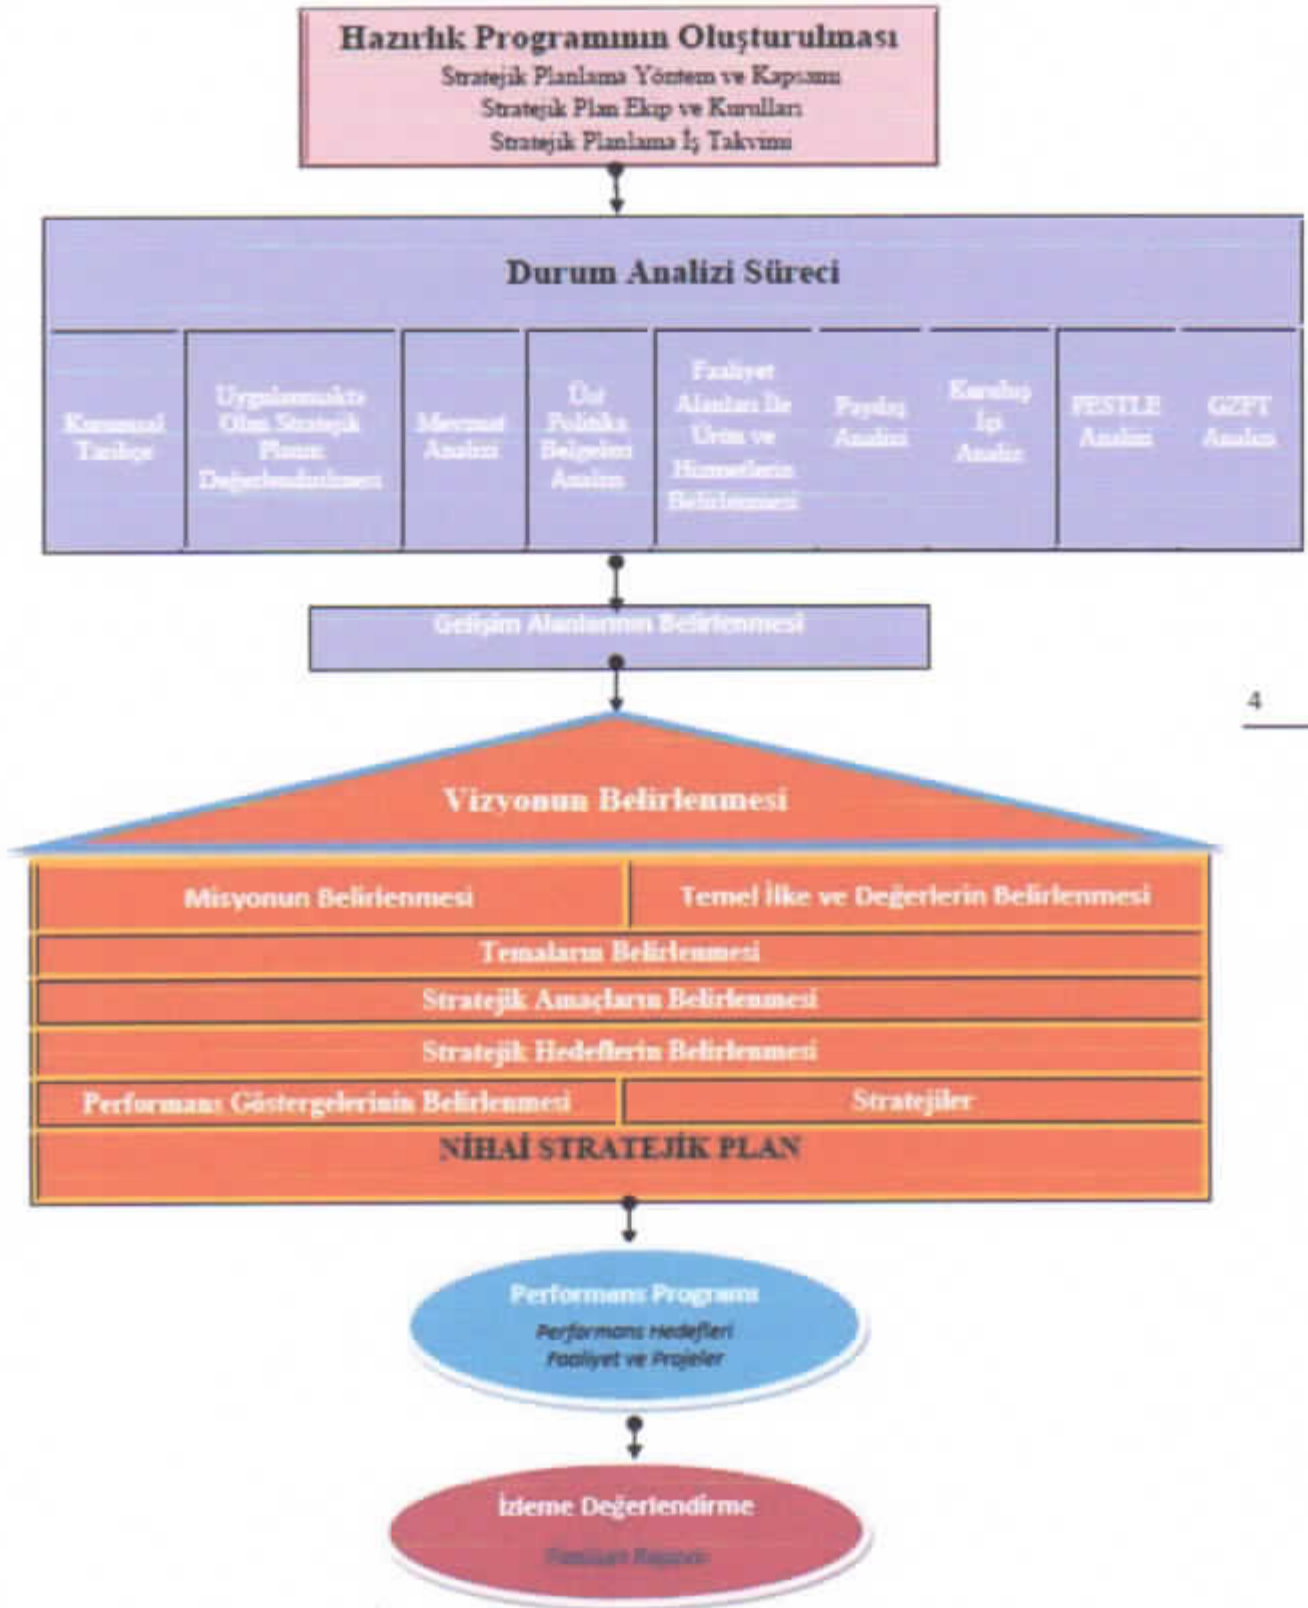 Hazırlık Programının Oluşturulması
Stratejik Planlama Yöntem ve Kapsamı
Stratejik Plan Ekip ve Kurulları
Stratejik Planlama İş Takvimi
Durum Analizi Süreci
Kurumsal
Tarihçe
Uygulanmakta
Olan Stratejik
Planın
Değerlendirilmesi
Mevzuat
Analizi
Üst
Politika
Belgeleri
Analizi
Faaliyet
Alanları İle
Ürün ve
Hizmetlerin
Belirlenmesi
Paydaş
Analizi
Kuruluş
İçi
Analiz
PESTLE
Analizi
GZFT
Analizi
Gelişim Alanlarının Belirlenmesi
4
Vizyonun Belirlenmesi
Misyonun Belirlenmesi
Temel İlke ve Değerlerin Belirlenmesi
Temaların Belirlenmesi
Stratejik Amaçların Belirlenmesi
Stratejik Hedeflerin Belirlenmesi
Performans Göstergelerinin Belirlenmesi
Stratejiler
NİHAİ STRATEJİK PLAN
Performans Programı
Performans Hedefleri
Faaliyet ve Projeler
İzleme Değerlendirme